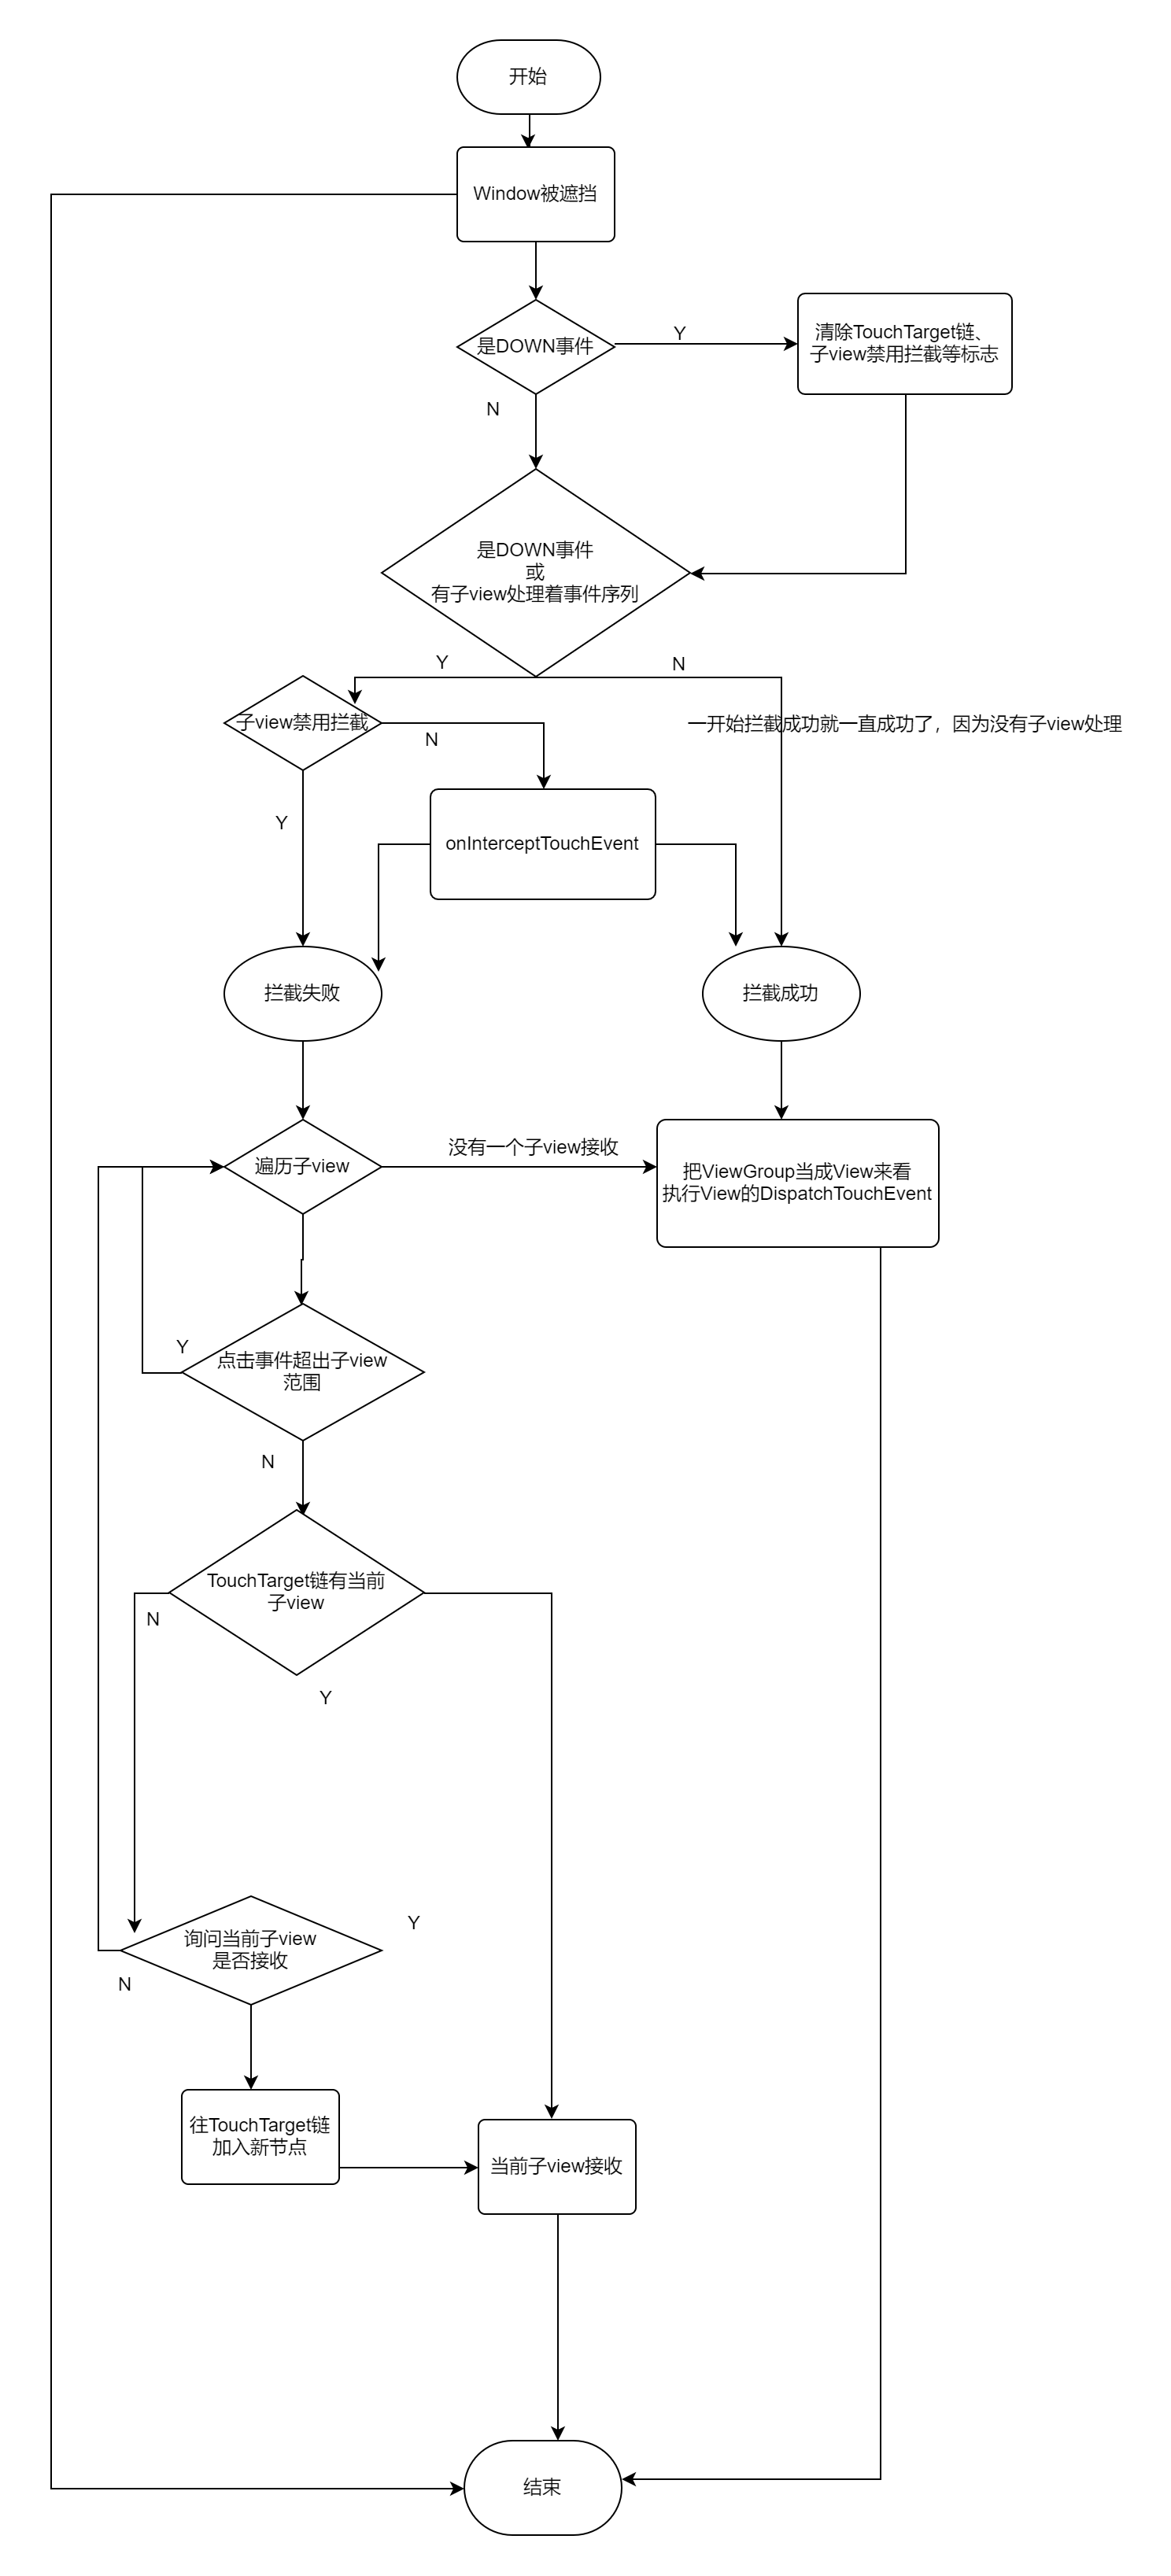 开始
Window被遮挡
是DOWN事件
Y
清除TouchTarget链、
子view禁用拦截等标志
N
是DOWN事件
或
有子view处理着事件序列
Y
N
子view禁用拦截
N
一开始拦截成功就一直成功了，因为没有子view处理
Y
onInterceptTouchEvent
拦截失败
拦截成功
遍历子view
没有一个子view接收
把ViewGroup当成View来看
执行View的DispatchTouchEvent
Y
点击事件超出子view
范围
N
TouchTarget链有当前
子view
N
Y
Y
询问当前子view
是否接收
N
往TouchTarget链
加入新节点
当前子view接收
结束